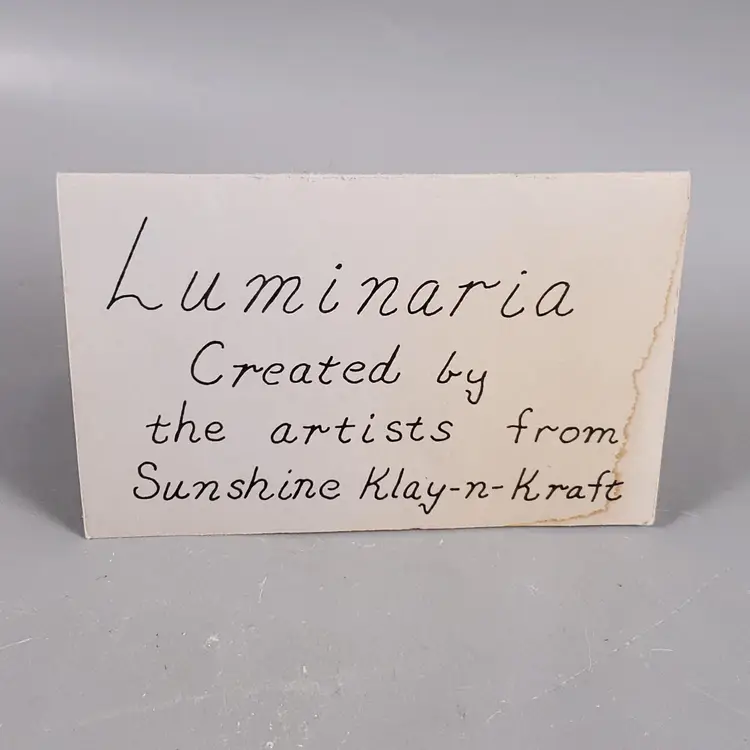 Luminaria
Created by
the artists from
Sunshine Klay-n-Kraft